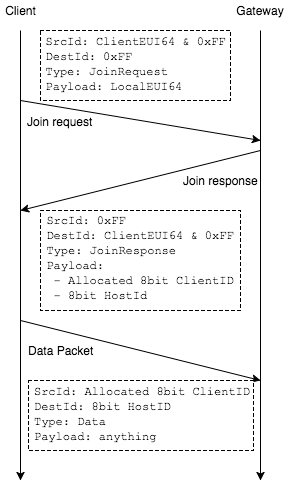 Client
Gateway
SrcId: ClientEUI & 0xFF
DestId: 0xFF
Type: JoinRequest
Payload: LocalEUI64
Join request
Join response
SrcId: 0xFF
DestId: ClientEUI64 & 0xFF
Type: JoinResponse
Payload:
- Allocated 8bit ClientID
- 8bit HostId
Data Packet
SrcId: Allocated 8bit ClientID
DestId: 8bit HostID
Type: Data
Payload: anything